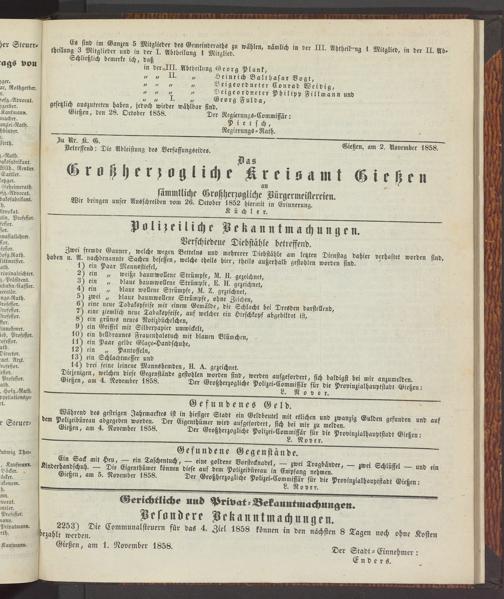 Es sind im Ganzen 5 Mitglieder des Gemeinderaths zu wählen, nämlich in der III. Abtheil-ng 1 Mitglied, in der II. Ab-
theilung 3 Mitglieder und in der I. Abtheilung 1 Mitglied.
Schließlich bemerke ich, daß
in der III. Abtheilung Georg Plank,
„ „ II. „ Heinrich Balthasar Vogt,
„ „ „ „ Beigeordneter Conrad Weidig,
„ „ „ „ Beigeordneter Philipp Fillmann und
„ „ I. „ Georg Fulda,
gesetzlich auszutreten haben, jedoch wieder wählbar sind.
Gießen, den 28. October 1858. Der Regierungs-Commissär:
Pietsch,
Regierungs-Rath.
Zu Nr. K. G. Gießen, am 2. November 1858.
Betreffend: Die Ableistung des Verfassungseides.
Das
Großherzogliche Kreisamt Gießen
an
sämmtliche Großherzogliche Bürgermeistereien.
Wir bringen unser Ausschreiben vom 26. October 1852 hiermit in Erinnerung.
Küchler.
Polizeiliche Bekanntmachungen.
Verschiedene Diebstähle betreffend.
Zwei fremde Gauner, welche wegen Bettelns und mehrerer Diebstähle am letzten Dienstag dahier verhaftet worden sind,
haben u. A. nachbenannte Sachen besessen, welche theils hier, theils außerhalb gestohlen worden sind.
1) ein Paar Mannsstiefel,
2) ein „ weiße baumwollene Strümpfe, M. H. gezeichnet,
3) ein „ blaue baumwollene Strümpfe, E. H. gezeichnet,
4) ein „ blau wollene Strümpfe, M. Z. gezeichnet,
5) zwei „ blaue baumwollene Strümpfe, ohne Zeichen,
6) eine neue Tabakspfeife mit einem Gemälde, die Schlacht bei Dresden darstellend,
7) eine ziemlich neue Tabakspfeife, auf welcher ein Hirschkopf abgebildet ist,
8) ein grünes neues Notizbüchelchen,
9) ein Geißfß mit Silberpapier umwickelt,
10) ein hellbraunes Frauenhalstuch mit blauen Blümchen,
11) ein Paar gelbe Glacé-Handschuhe,
12) ein „ Pantoffeln,
13) ein Schlachtmesser und
14) drei feine leinene Mannshemden, H. A. gezeichnet.
Diejenigen, welchen diese Gegenstände gestohlen worden sind, werden aufgefordert, sich baldigst bei mir anzumelden.
Gießen, am 4. November 1858. Der Großherzogliche Polizei-Commissär für die Provinzialhauptstadt Gießen:
L. Nover.
Gefundenes Geld.
Während des gestrigen Jahrmarktes ist in hiesiger Stadt ein Geldbeutel mit etlichen und zwanzig Gulden gefunden und auf
dem Polizeibüreau abgegeben worden. Der Eigenthümer wird aufgefordert, sich bei mir zu melden.
Gießen, am 4. November 1858. Der Großherzogliche Polizei-Commissär für die Provinzialhauptstadt Gießen:
L. Nover.
Gefundene Gegenstände.
Ein Sack mit Heu, — ein Taschentuch, — eine goldene Vorstecknadel, — zwei Tragbänder, — zwei Schlüssel — und ein
Kinderhandschuh. — Die Eigenthümer können diese auf dem Polizeibüreau in Empfang nehmen.
Gießen, am 5. November 1858. Der Großherzogliche Polizei-Commissär für die Provinzialhauptstadt Gießen:
L. Nover.
Gerichtliche und Privat-Bekanntmachungen.
Besondere Bekanntmachungen.
2253) Die Communalsteuern für das 4. Ziel 1858 können in den nächsten 8 Tagen noch ohne Kosten
bezahlt werden.
Gießen, am 1. November 1858.
Der Stadt-Einnehmer:
Enders.